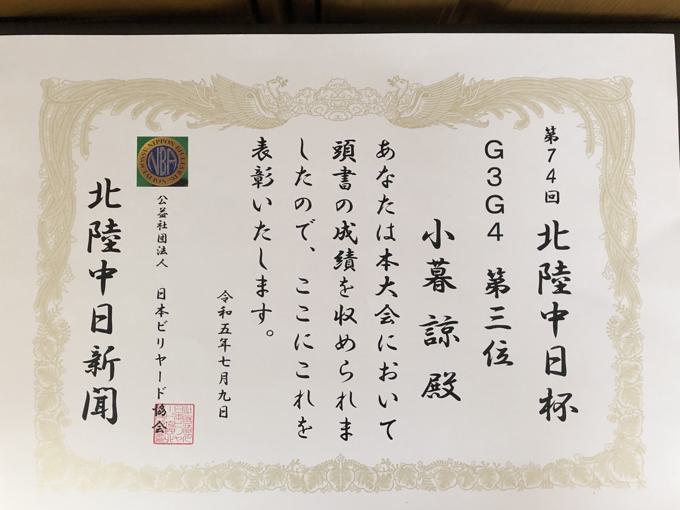 第74回 北陸中日杯
G3G4 第三位
小暮 諒 殿
あなたは本大会において
頭書の成績を収められま
したので、ここにこれを
表彰いたします。
令和五年七月九日
NIPPON BILLIARDS ASSOCIATION
NBA
公益社団法人 日本ビリヤード協会
北陸中日新聞